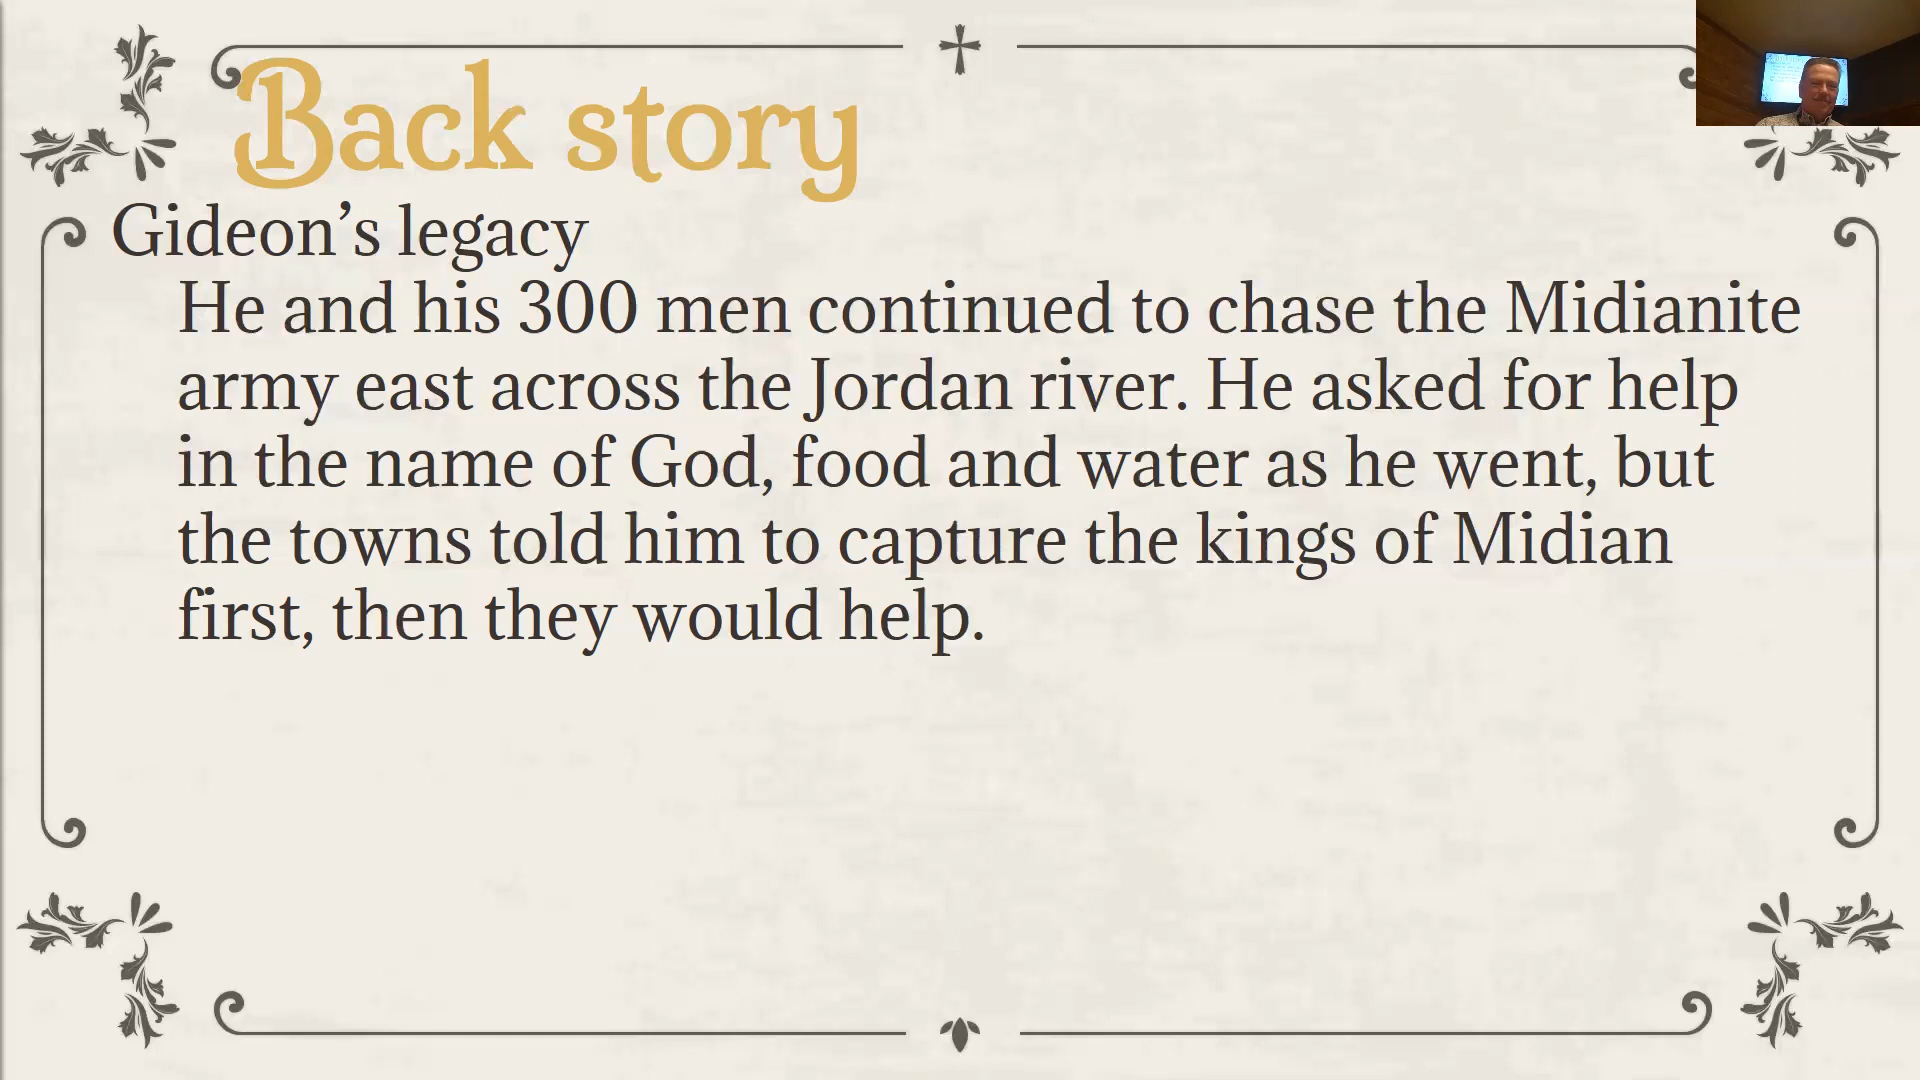 Back story
Gideon’s legacy
He and his 300 men continued to chase the Midianite
army east across the Jordan river. He asked for help
in the name of God, food and water as he went, but
the towns told him to capture the kings of Midian
first, then they would help.